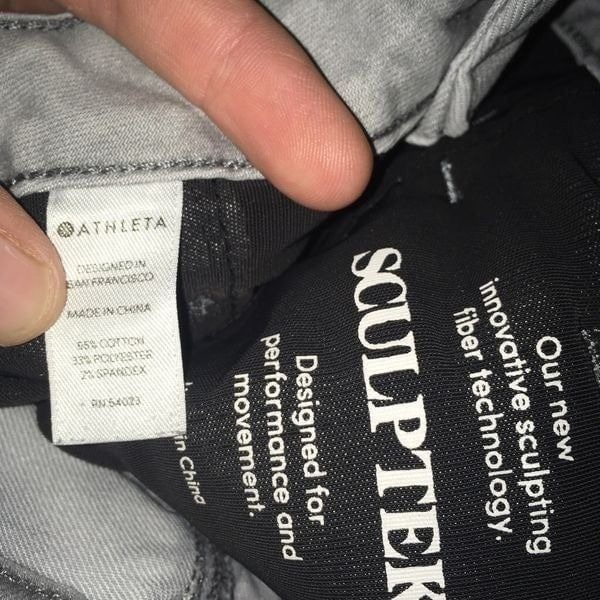 ATHLETA
DESIGNED IN
SAN FRANCISCO
MADE IN CHINA
65% COTTON
33% POLYESTER
2% SPANDEX
RN 54023
in China
Designed for
performance and
movement.
SCULPTEK
Our new
innovative sculpting
fiber technology.